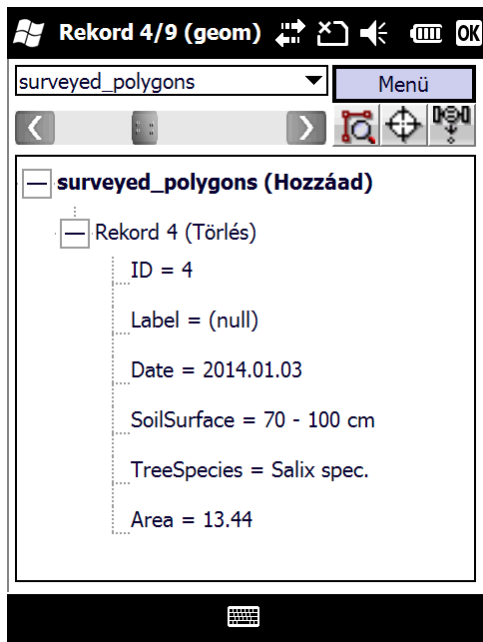 Rekord 4/9 (geom) OK
surveyed_polygons Menü
surveyed_polygons (Hozzáad)
Rekord 4 (Törlés)
ID = 4
Label = (null)
Date = 2014.01.03
SoilSurface = 70 - 100 cm
TreeSpecies = Salix spec.
Area = 13.44